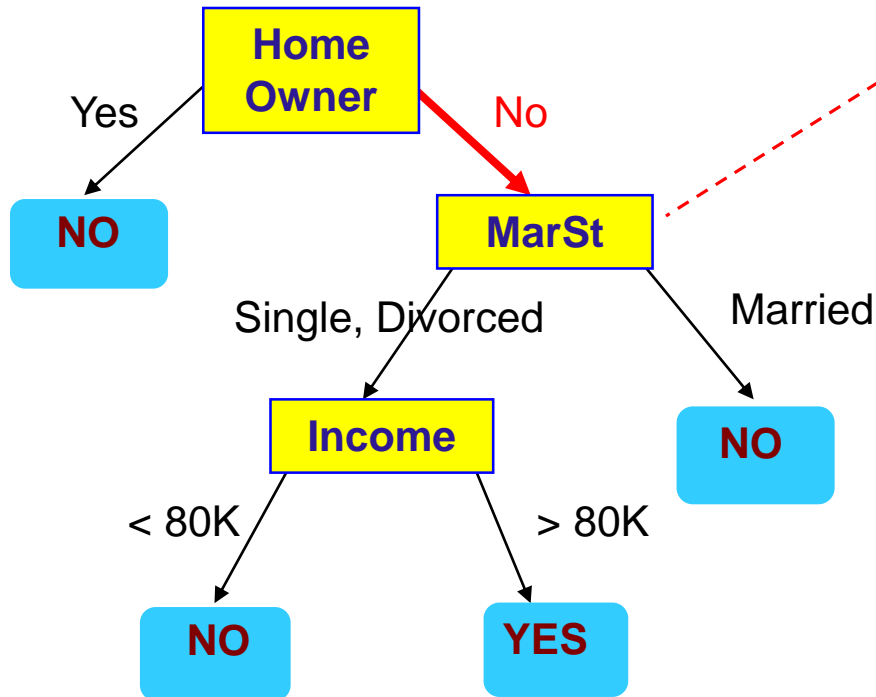 Home
Owner
Yes
No
NO
MarSt
Single, Divorced
Married
Income
NO
< 80K
> 80K
NO
YES